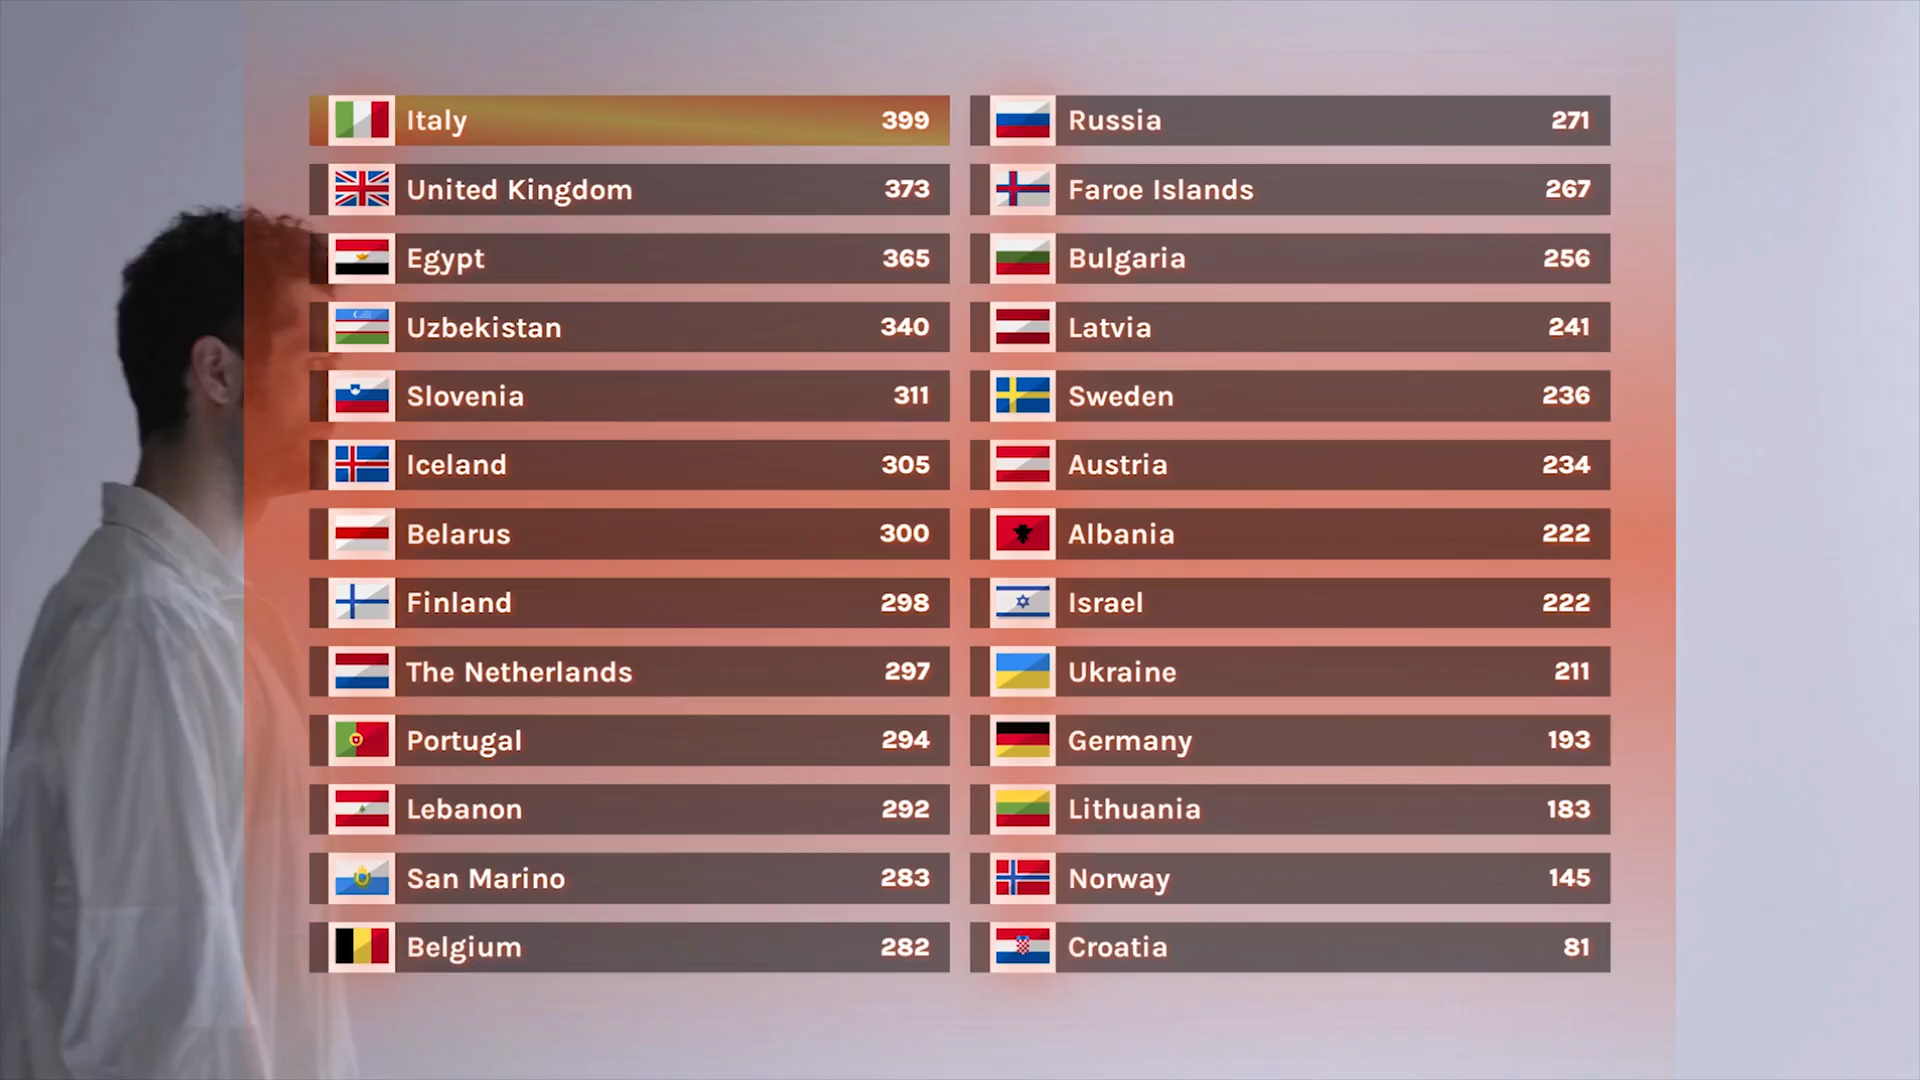 Italy 399
United Kingdom 373
Egypt 365
Uzbekistan 340
Slovenia 311
Iceland 305
Belarus 300
Finland 298
The Netherlands 297
Portugal 294
Lebanon 292
San Marino 283
Belgium 282
Russia 271
Faroe Islands 267
Bulgaria 256
Latvia 241
Sweden 236
Austria 234
Albania 222
Israel 222
Ukraine 211
Germany 193
Lithuania 183
Norway 145
Croatia 81